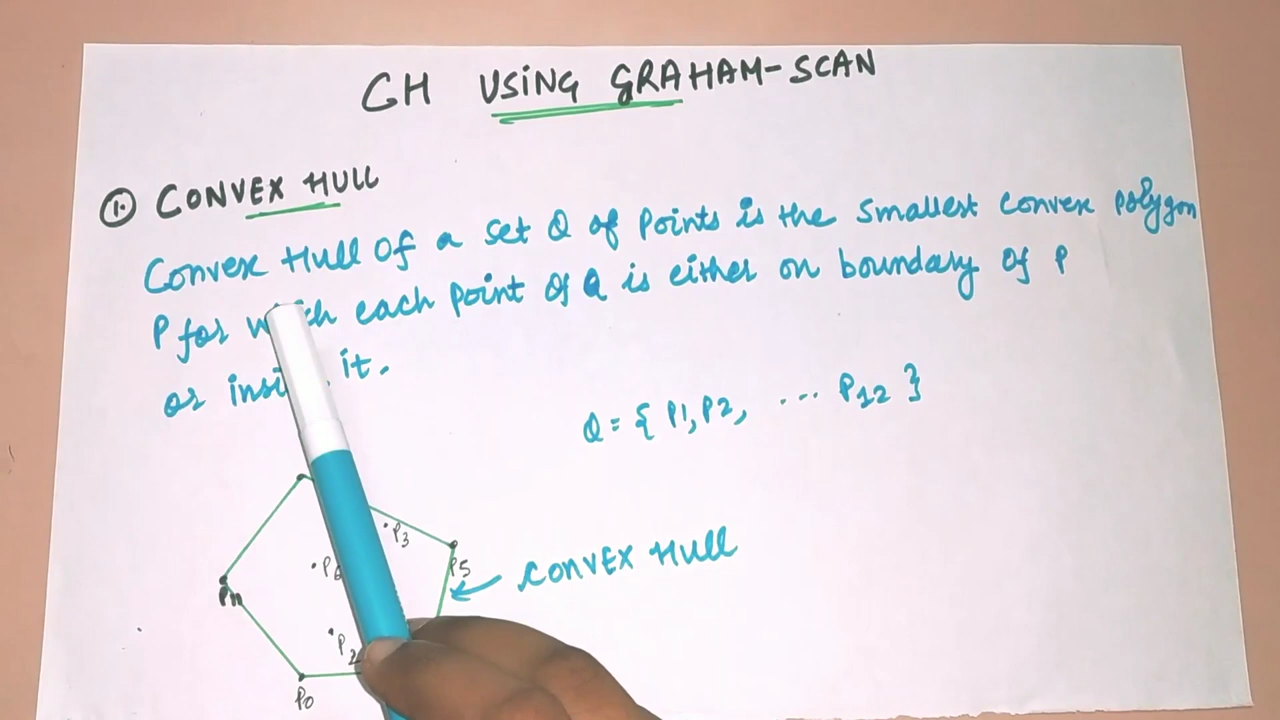 CH USING GRAHAM-SCAN
1. CONVEX HULL
Convex Hull of a set Q of points is the smallest convex polygon
P for which each point of Q is either on boundary of P
or it.
Q = { P1, P2, ... P12 }
P3
P5
CONVEX HULL
P11
P2
P0